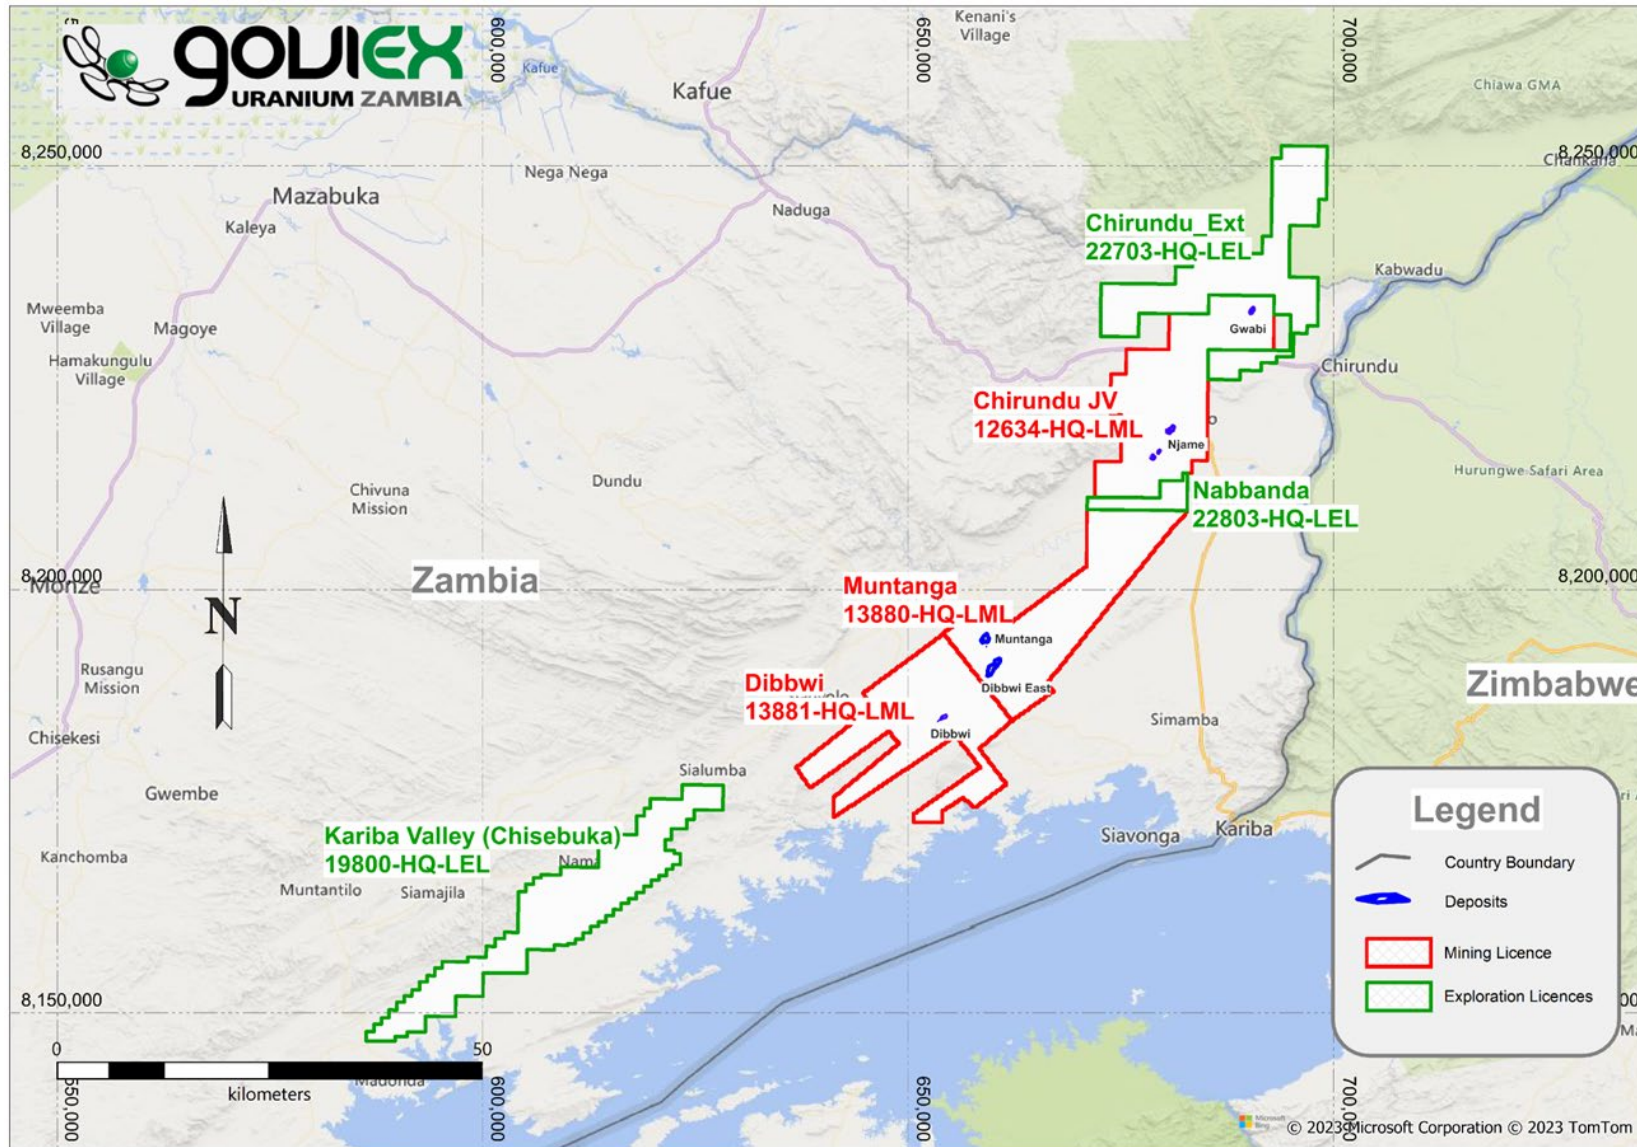 govIEX
URANIUM ZAMBIA
600,000
650,000
700,000
Kenani's
Village
Kafue
Kafue
Chiawa GMA
8,250,000
8,250,000
Chankana
Nega Nega
Mazabuka
Kaleya
Naduga
Chirundu_Ext
22703-HQ-LEL
Kabwadu
Mweemba
Village
Magoye
Gwabi
Hamakungulu
Village
Chirundu
Chirundu JV
12634-HQ-LML
Njame
Hurungwe Safari Area
Dundu
Chivuna
Mission
Nabbanda
22803-HQ-LEL
8,200,000
8,200,000
Monze
Zambia
N
Muntanga
13880-HQ-LML
Muntanga
Rusangu
Mission
Dibbwi East
Zimbabwe
Dibbwi
13881-HQ-LML
Dibbwi
Simamba
Chisekesi
Sialumba
Gwembe
Kariba Valley (Chisebuka)
19800-HQ-LEL
Nama
Siavonga
Kariba
Kanchomba
Muntantilo
Siamajila
Legend
Country Boundary
Deposits
Mining Licence
Exploration Licences
8,150,000
0
50
kilometers
Madonda
550,000
600,000
650,000
700,000
Microsoft
Bing
© 2023 Microsoft Corporation © 2023 TomTom